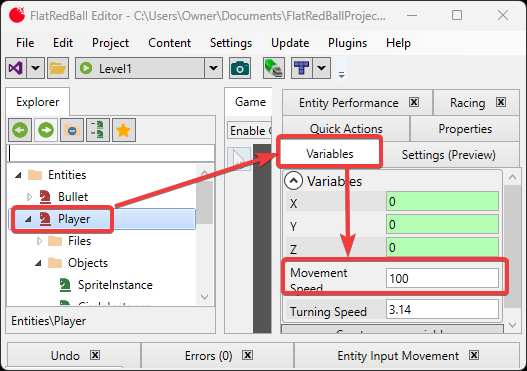 FlatRedBall Editor - C:\Users\Owner\Documents\FlatRedBallProjec...
File Edit Project Content Settings Update Plugins Help
Level1
Explorer
Entities
Bullet
Player
Files
Objects
SpriteInstance
Entities\Player
Game
Enable
Entity Performance
Racing
Quick Actions
Properties
Variables
Settings (Preview)
Variables
X 0
Y 0
Z 0
Movement
Speed 100
Turning Speed 3.14
Undo
Errors (0)
Entity Input Movement